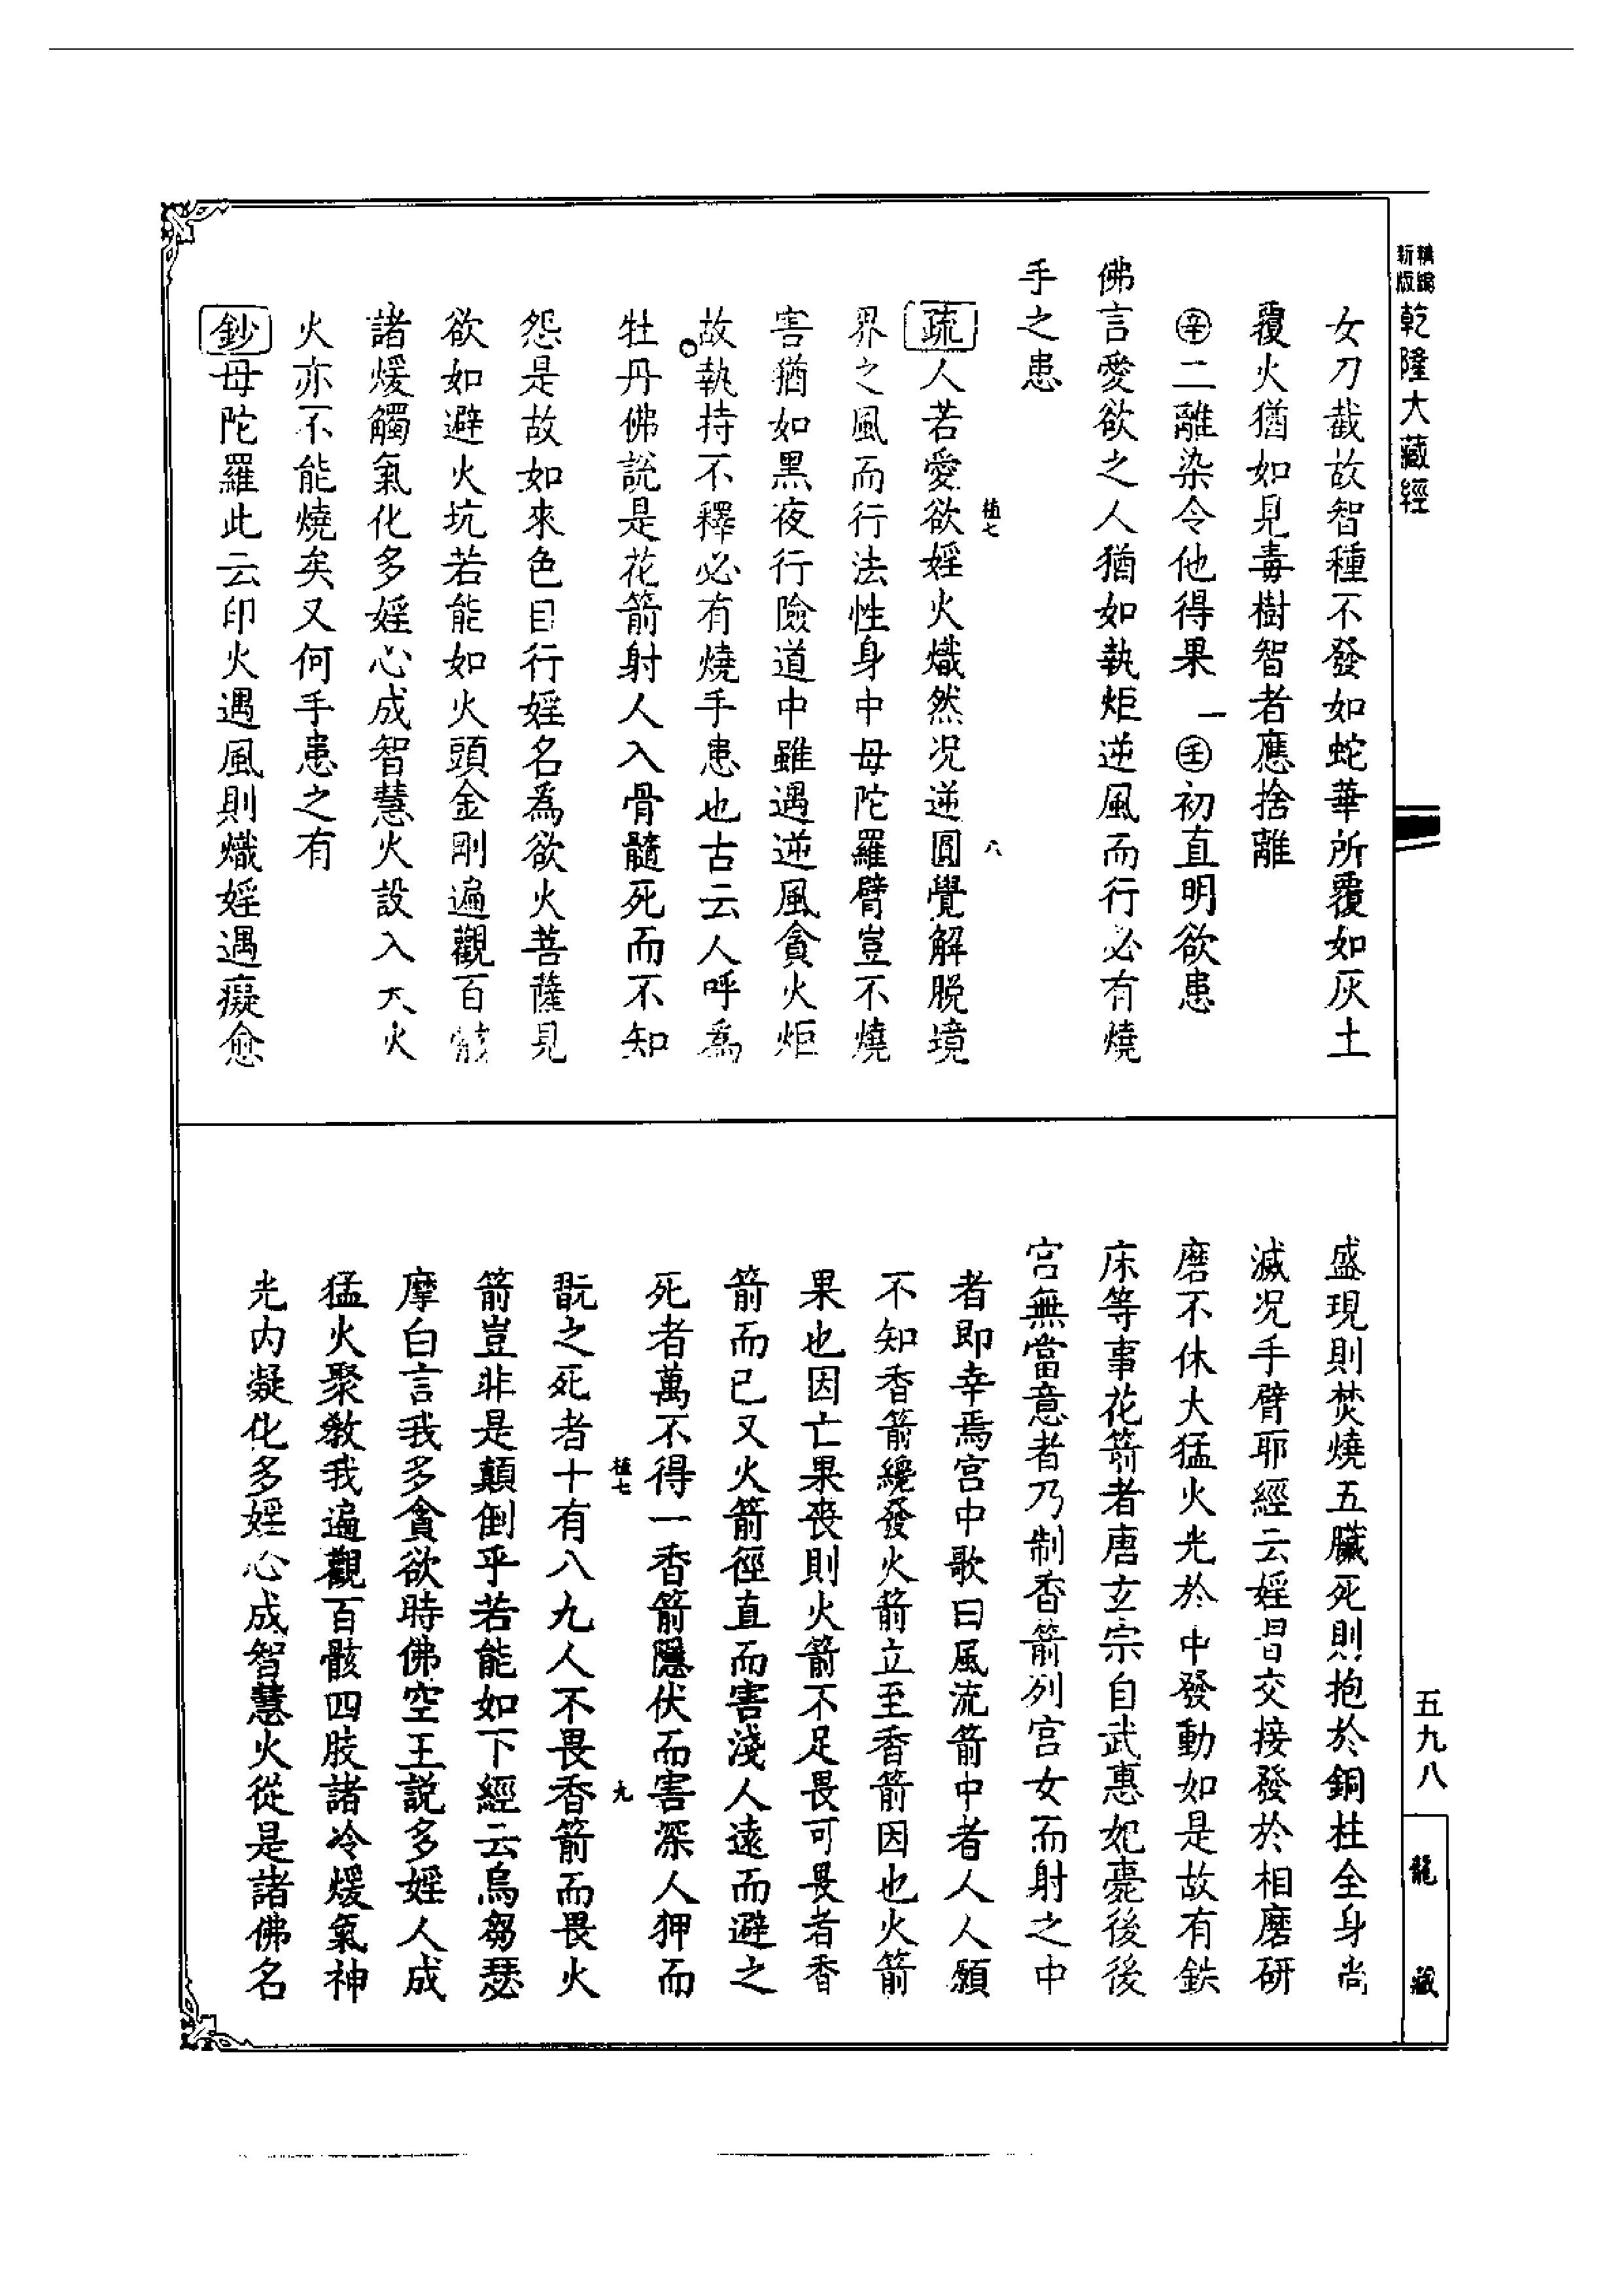 新版精編乾隆大藏經
女刀截故智種不發如蛇華所覆如灰土
覆火猶如見毒樹智者應捨離
㊛二離染令他得果一㊛初直明欲患
佛言愛欲之人猶如執炬逆風而行必有燒
手之患
疏人若愛欲婬火熾然况逆圓覺解脱境
界之風而行法性身中毋陀羅臂豈不燒
害猶如黑夜行險道中雖遇逆風貪火炬
故執持不釋必有燒手患也古云人呼爲
牡丹佛說是花箭射人入骨髓死而不知
怨是故如來色目行婬名爲欲火菩薩見
欲如避火坑若能如火頭金剛遍觀百骸
諸煖觸氣化多婬心成智慧火設入大火
火亦不能燒矣又何手患之有
鈔毋陀羅此云印火遇風則熾婬遇癡愈
植七
八
盛現則焚燒五臟死則抱於銅柱全身尚
滅况手臂耶經云婬習交接發於相磨研
磨不休大猛火光於中發動如是故有鉄
床等事花箭者唐玄宗自武惠妃薨後後
宫無當意者乃制香箭列宫女而射之中
者即幸焉宫中歌曰風流箭中者人人願
不知香箭纔發火箭立至香箭因也火箭
果也因亡果喪則火箭不足畏可畏者香
箭而已又火箭徑直而害淺人遠而避之
死者萬不得一香箭隱伏而害深人狎而
翫之死者十有八九人不畏香箭而畏火
箭豈非是顛倒乎若能如下經云烏芻瑟
摩白言我多貪欲時佛空王説多婬人成
猛火聚教我遍觀百骸四肢諸冷煖氣神
光内凝化多婬心成智慧火從是諸佛名
植七
九
五九八
龍藏